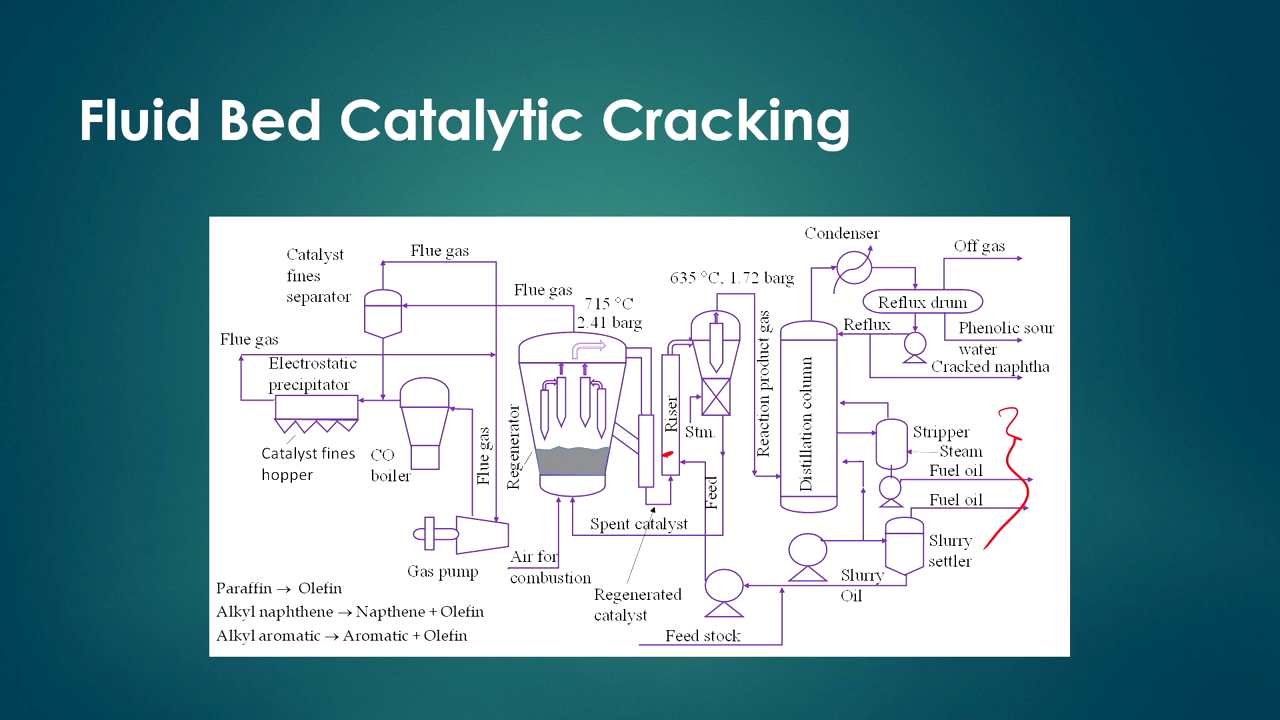 Fluid Bed Catalytic Cracking
Condenser
Off gas
Catalyst
fines
separator
Flue gas
Flue gas
635 °C, 1.72 barg
715 °C
2.41 barg
Reflux drum
Reflux
Phenolic sour
water
Cracked naphtha
Flue gas
Electrostatic
precipitator
Catalyst fines
hopper
CO
boiler
Flue gas
Regenerator
Riser
Stm.
Reaction product gas
Distillation column
Stripper
Steam
Fuel oil
Fuel oil
Feed
Spent catalyst
Slurry
settler
Gas pump
Air for
combustion
Regenerated
catalyst
Slurry
Oil
Feed stock
Paraffin → Olefin
Alkyl naphthene → Napthene + Olefin
Alkyl aromatic → Aromatic + Olefin